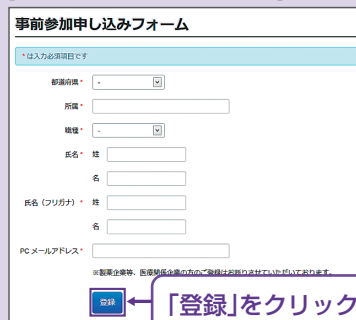 事前参加申し込みフォーム
*は入力必須項目です
都道府県* -
所属*
職種* -
氏名* 姓
名
氏名（フリガナ）* 姓
名
PC メールアドレス*
※製薬企業等、医療関係企業の方のご登録はお断りさせていただいております。
登録
「登録」をクリック